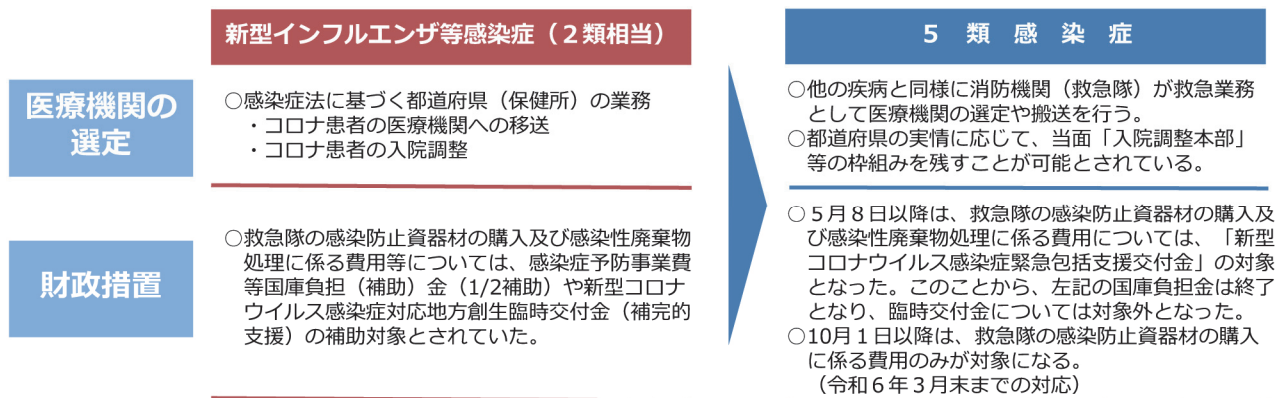 新型インフルエンザ等感染症（２類相当）
５類感染症
医療機関の
選定
○感染症法に基づく都道府県（保健所）の業務
・コロナ患者の医療機関への移送
・コロナ患者の入院調整
○他の疾病と同様に消防機関（救急隊）が救急業務
として医療機関の選定や搬送を行う。
○都道府県の実情に応じて、当面「入院調整本部」
等の枠組みを残すことが可能とされている。
財政措置
○救急隊の感染防止資器材の購入及び感染性廃棄物
処理に係る費用等については、感染症予防事業費
等国庫負担（補助）金（1/2補助）や新型コロナ
ウイルス感染症対応地方創生臨時交付金（補完的
支援）の補助対象とされていた。
○５月８日以降は、救急隊の感染防止資器材の購入及
び感染性廃棄物処理に係る費用については、「新型
コロナウイルス感染症緊急包括支援交付金」の対象
となった。このことから、左記の国庫負担金は終了
となり、臨時交付金については対象外となった。
○10月１日以降は、救急隊の感染防止資器材の購入
に係る費用のみが対象になる。
（令和６年３月末までの対応）